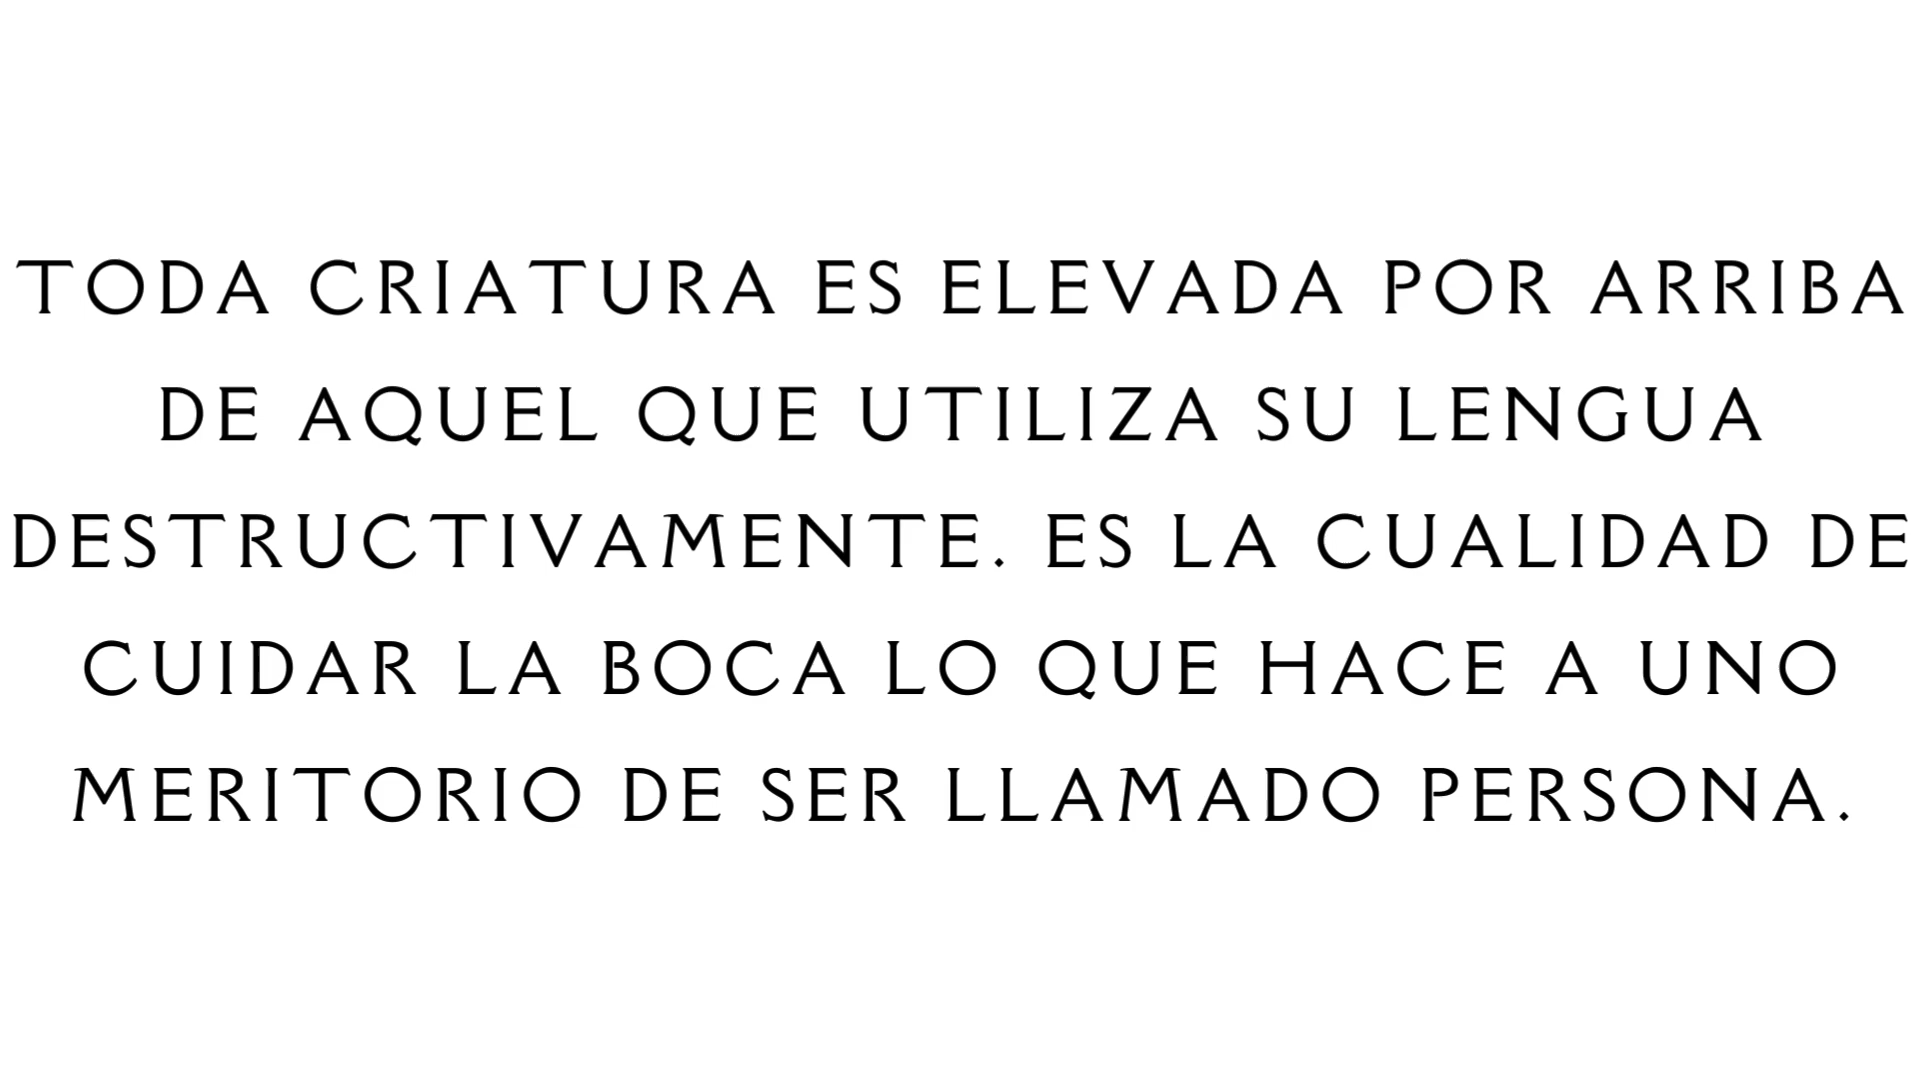 TODA CRIATURA ES ELEVADA POR ARRIBA
DE AQUEL QUE UTILIZA SU LENGUA
DESTRUCTIVAMENTE. ES LA CUALIDAD DE
CUIDAR LA BOCA LO QUE HACE A UNO
MERITORIO DE SER LLAMADO PERSONA.